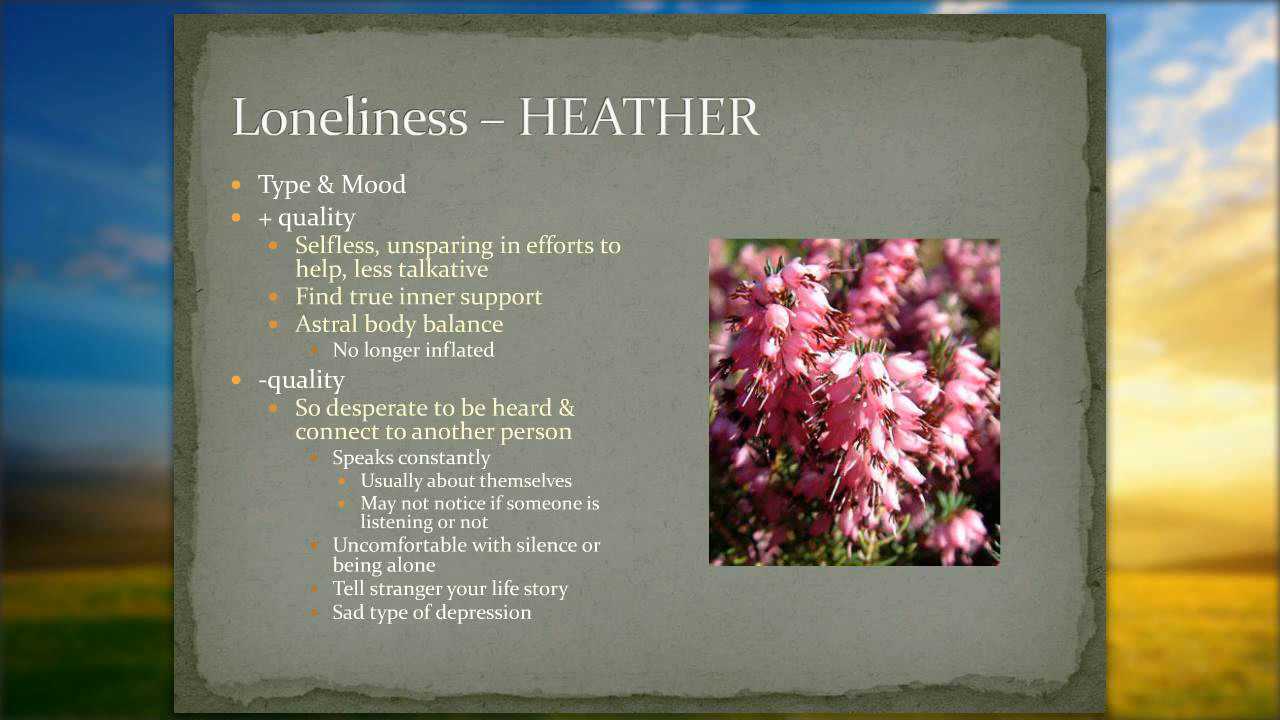 Loneliness – HEATHER
• Type & Mood
• + quality
• Selfless, unsparing in efforts to
help, less talkative
• Find true inner support
• Astral body balance
• No longer inflated
• -quality
• So desperate to be heard &
connect to another person
• Speaks constantly
• Usually about themselves
• May not notice if someone is
listening or not
• Uncomfortable with silence or
being alone
• Tell stranger your life story
• Sad type of depression